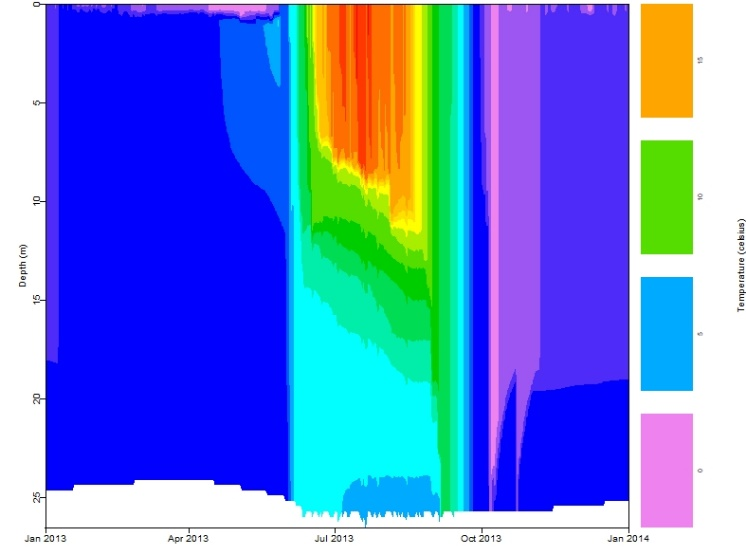 0
5
10
15
20
25
Depth (m)
Jan 2013
Apr 2013
Jul 2013
Oct 2013
Jan 2014
15
10
5
0
Temperature (celsius)